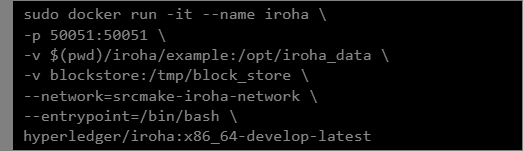 sudo docker run -it --name iroha \
-p 50051:50051 \
-v $(pwd)/iroha/example:/opt/iroha_data \
-v blockstore:/tmp/block_store \
--network=srcmake-iroha-network \
--entrypoint=/bin/bash \
hyperledger/iroha:x86_64-develop-latest